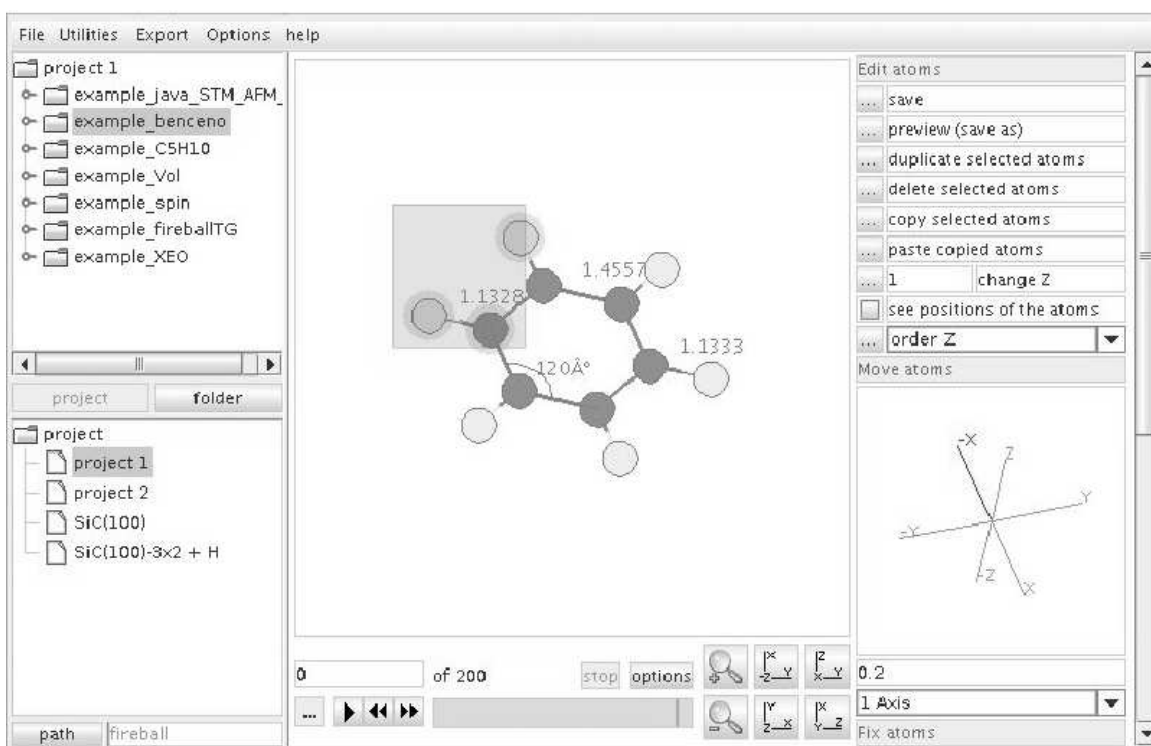 File Utilities Export Options help
project 1
example_java_STM_AFM_
example_benceno
example_C5H10
example_Vol
example_spin
example_fireballTG
example_XEO
project folder
project
project 1
project 2
SiC(100)
SiC(100)-3x2 + H
path fireball
1.4557
1.1328
1.1333
120Â°
0 of 200 stop options
X -Z Y
Z X Y
...
Y Z X
X Y Z
Edit atoms
... save
... preview (save as)
... duplicate selected atoms
... delete selected atoms
... copy selected atoms
... paste copied atoms
... 1 change Z
see positions of the atoms
... order Z
Move atoms
-X
Z
Y
-Y
-Z
X
0.2
1 Axis
Fix atoms